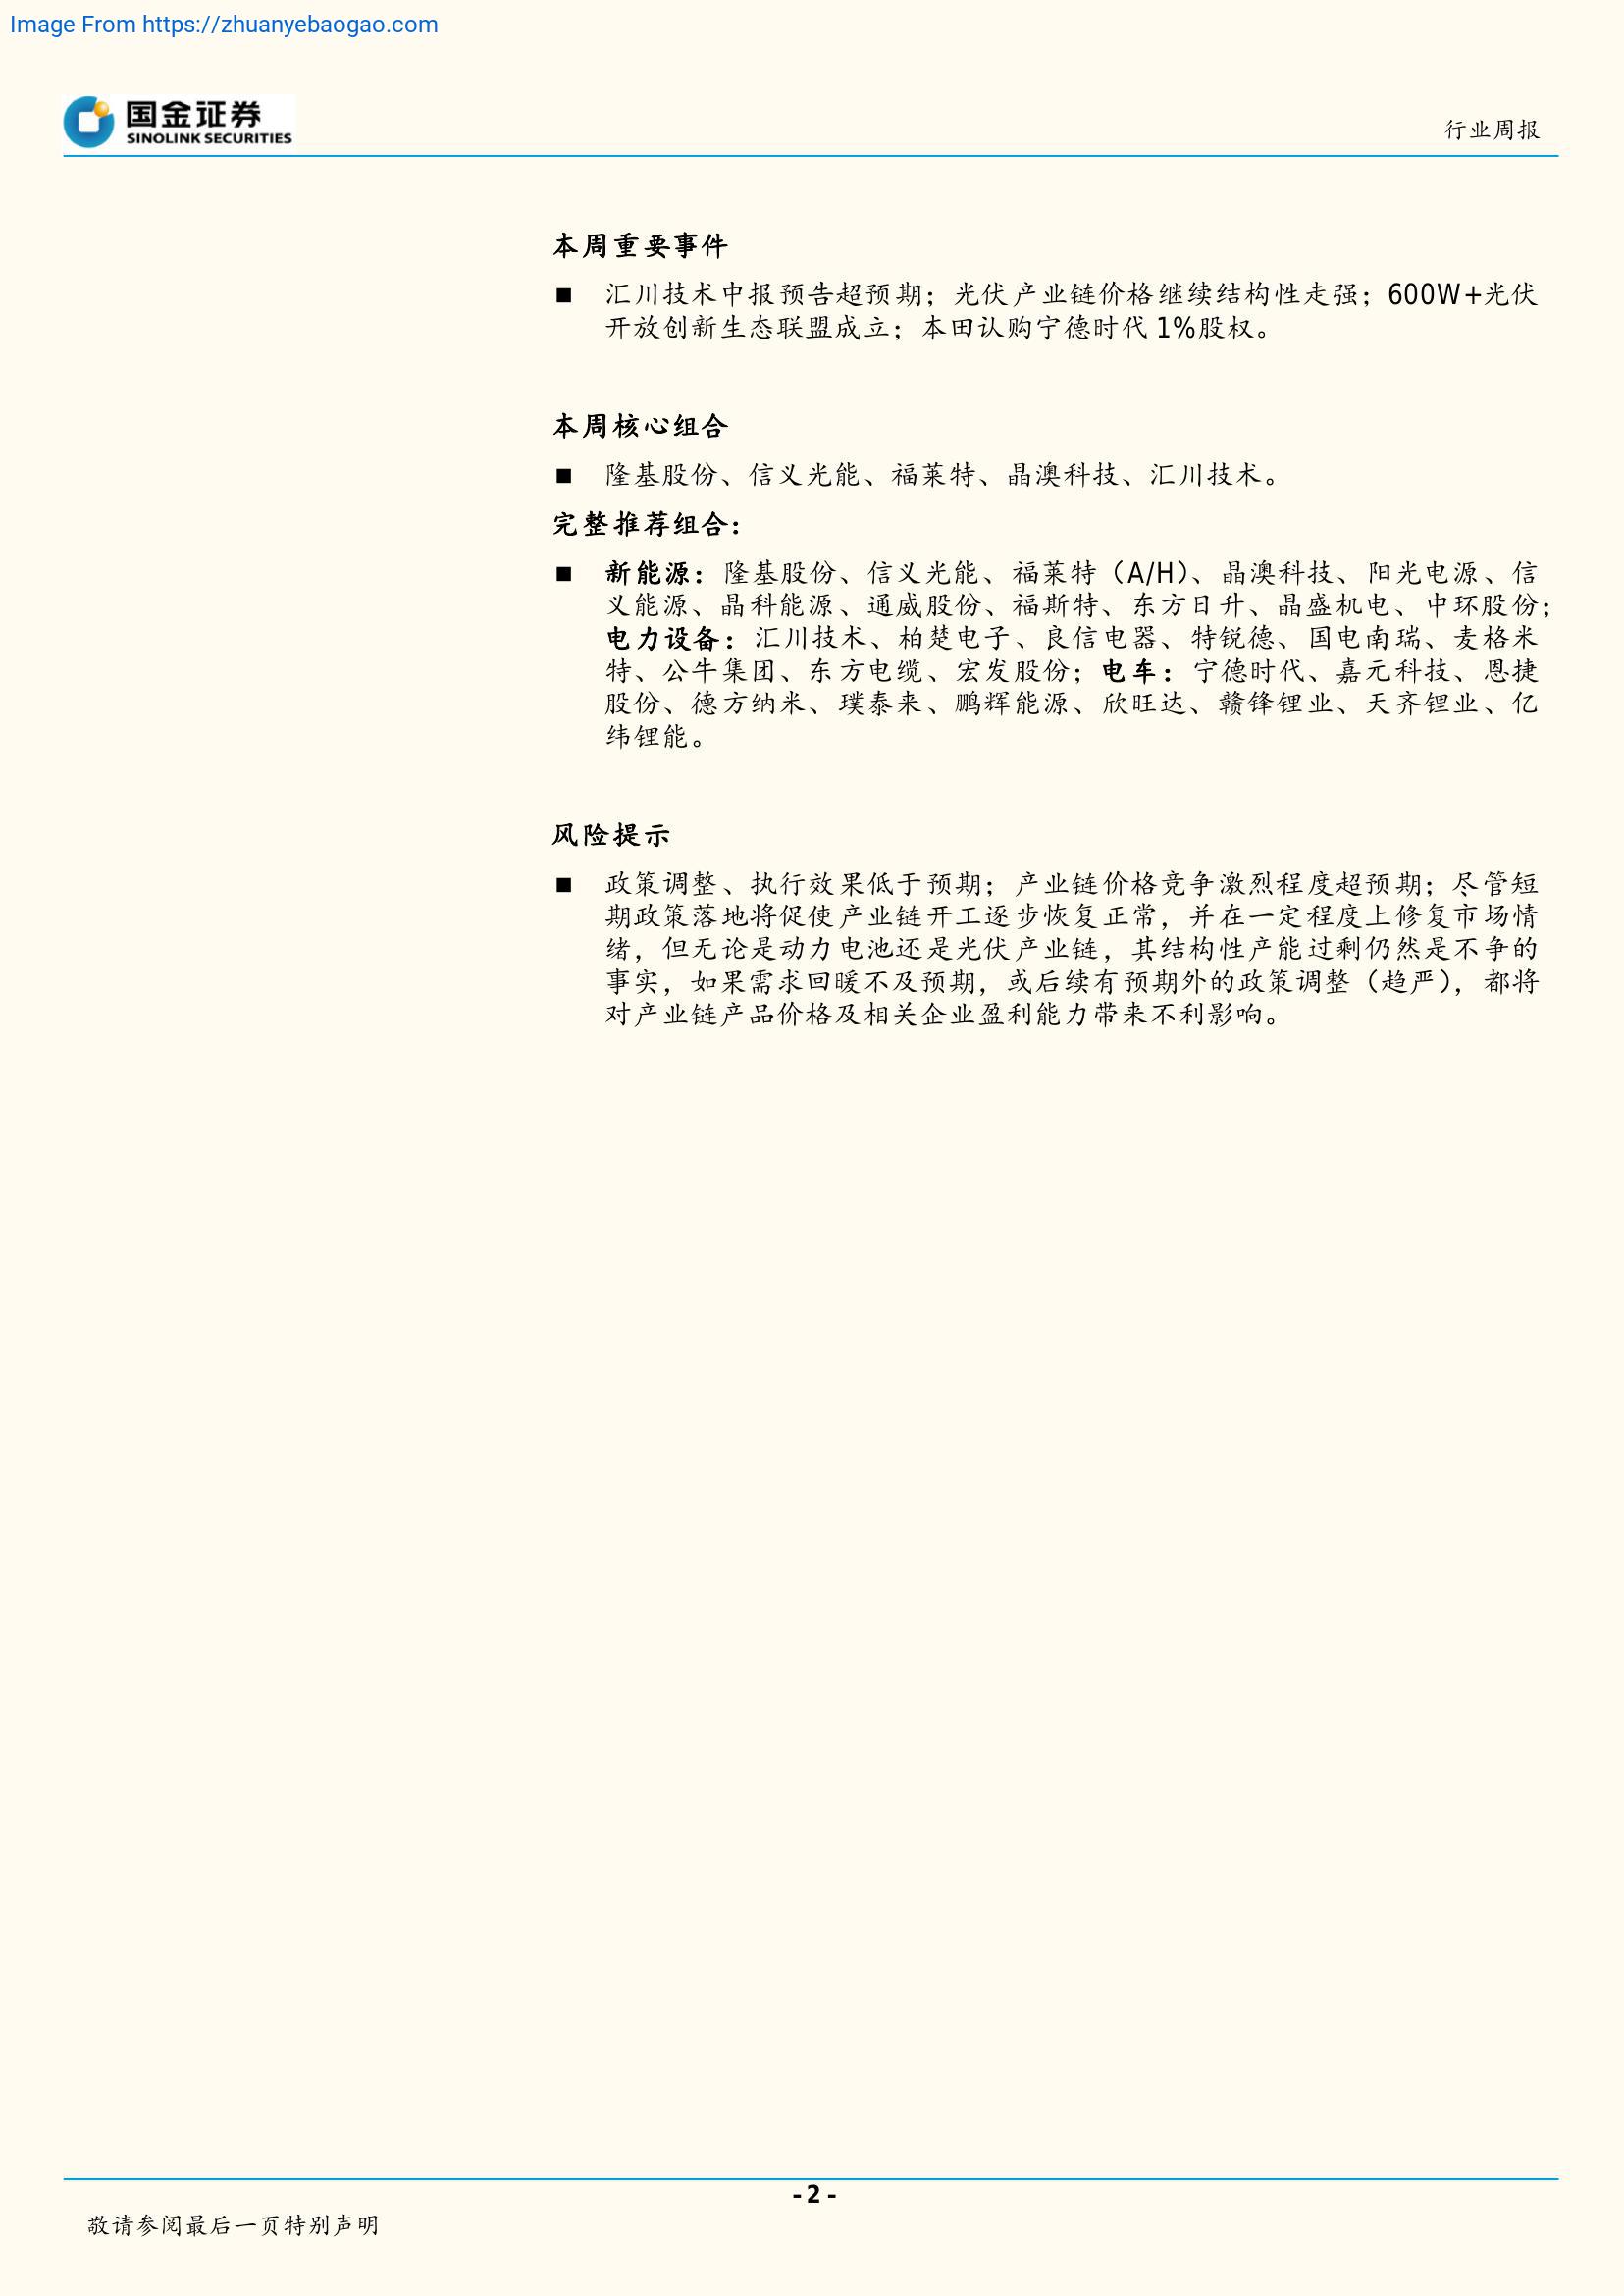 Image From https://zhuanyebaogao.com
国金证券
SINOLINK SECURITIES
行业周报
本周重要事件
■ 汇川技术中报预告超预期；光伏产业链价格继续结构性走强；600W+光伏
开放创新生态联盟成立；本田认购宁德时代 1%股权。
本周核心组合
■ 隆基股份、信义光能、福莱特、晶澳科技、汇川技术。
完整推荐组合：
■ 新能源：隆基股份、信义光能、福莱特（A/H）、晶澳科技、阳光电源、信
义能源、晶科能源、通威股份、福斯特、东方日升、晶盛机电、中环股份；
电力设备：汇川技术、柏楚电子、良信电器、特锐德、国电南瑞、麦格米
特、公牛集团、东方电缆、宏发股份；电车：宁德时代、嘉元科技、恩捷
股份、德方纳米、璞泰来、鹏辉能源、欣旺达、赣锋锂业、天齐锂业、亿
纬锂能。
风险提示
■ 政策调整、执行效果低于预期；产业链价格竞争激烈程度超预期；尽管短
期政策落地将促使产业链开工逐步恢复正常，并在一定程度上修复市场情
绪，但无论是动力电池还是光伏产业链，其结构性产能过剩仍然是不争的
事实，如果需求回暖不及预期，或后续有预期外的政策调整（趋严），都将
对产业链产品价格及相关企业盈利能力带来不利影响。
- 2 -
敬请参阅最后一页特别声明